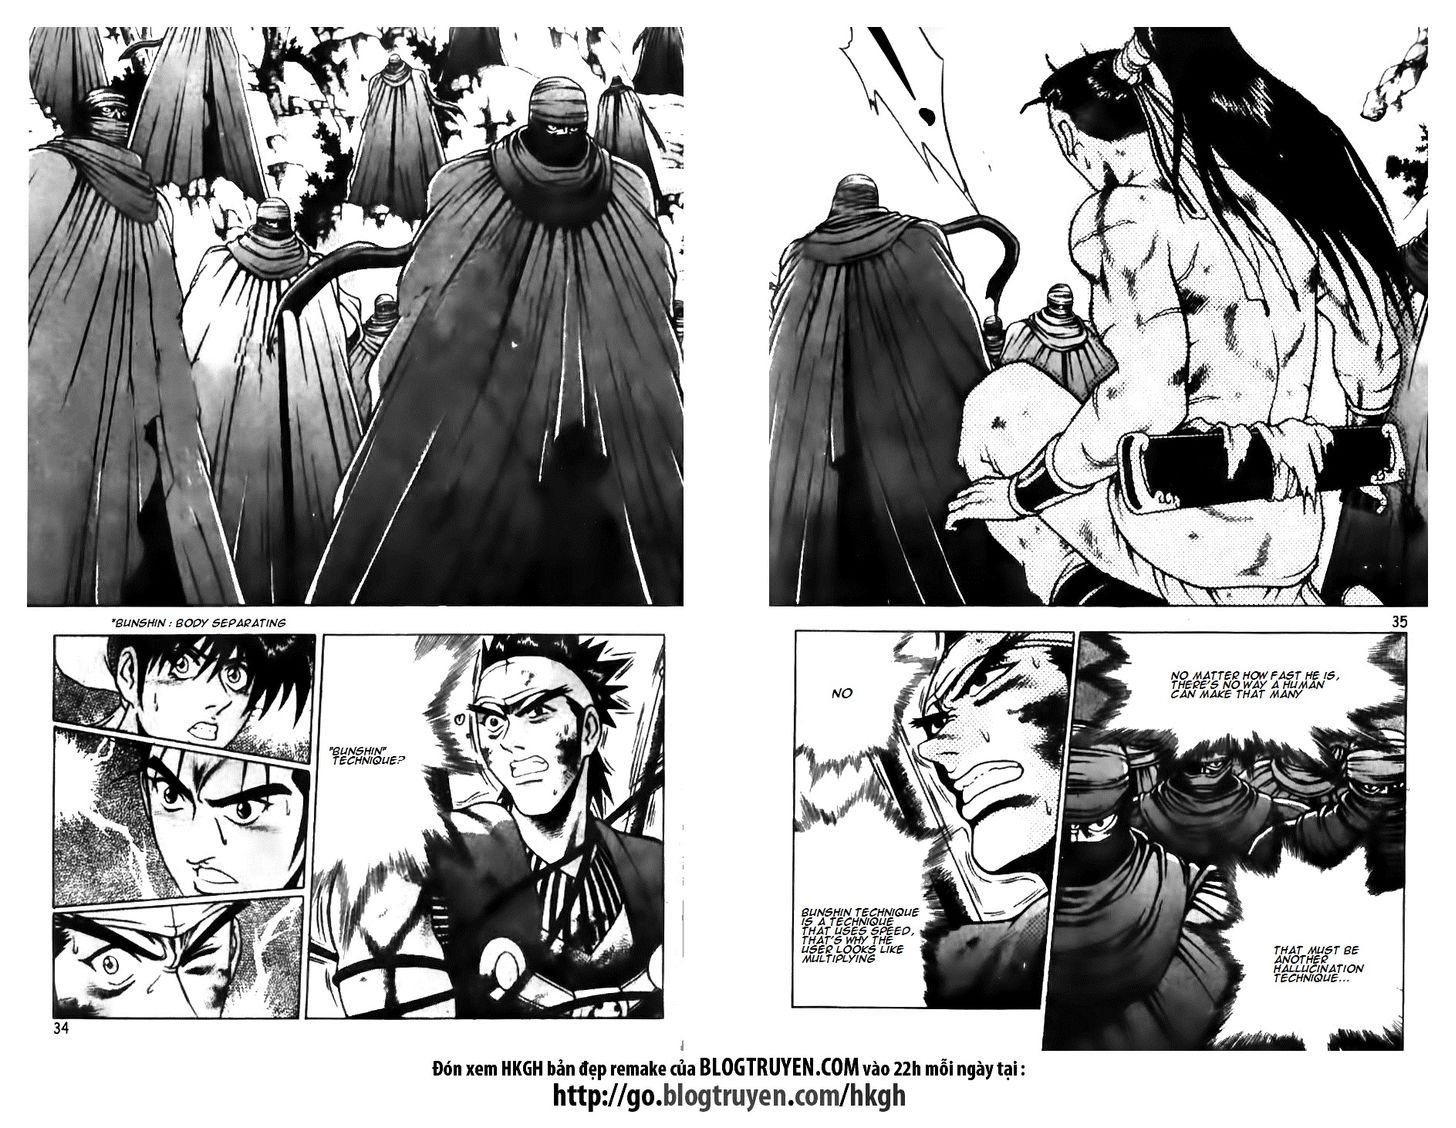 *BUNSHIN : BODY SEPARATING
"BUNSHIN"
TECHNIQUE?
34
35
NO
BUNSHIN TECHNIQUE
IS A TECHNIQUE
THAT USES SPEED,
THAT'S WHY THE
USER LOOKS LIKE
MULTIPLYING
NO MATTER HOW FAST HE IS,
THERE'S NO WAY A HUMAN
CAN MAKE THAT MANY
THAT MUST BE
ANOTHER
HALLUCINATION
TECHNIQUE...
Đón xem HKGH bản đẹp remake của BLOGTRUYEN.COM vào 22h mỗi ngày tại :
http://go.blogtruyen.com/hkgh